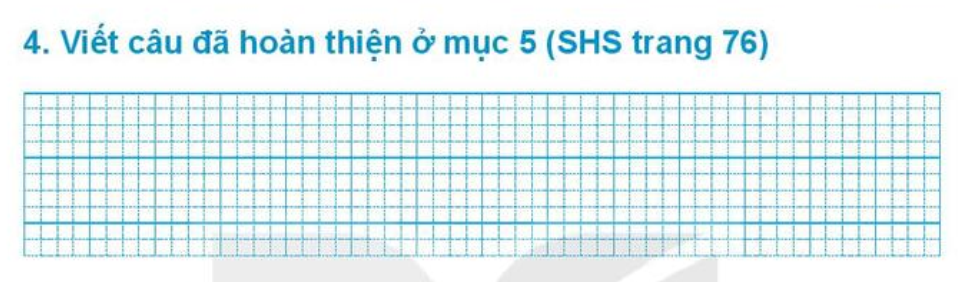 4. Viết câu đã hoàn thiện ở mục 5 (SHS trang 76)